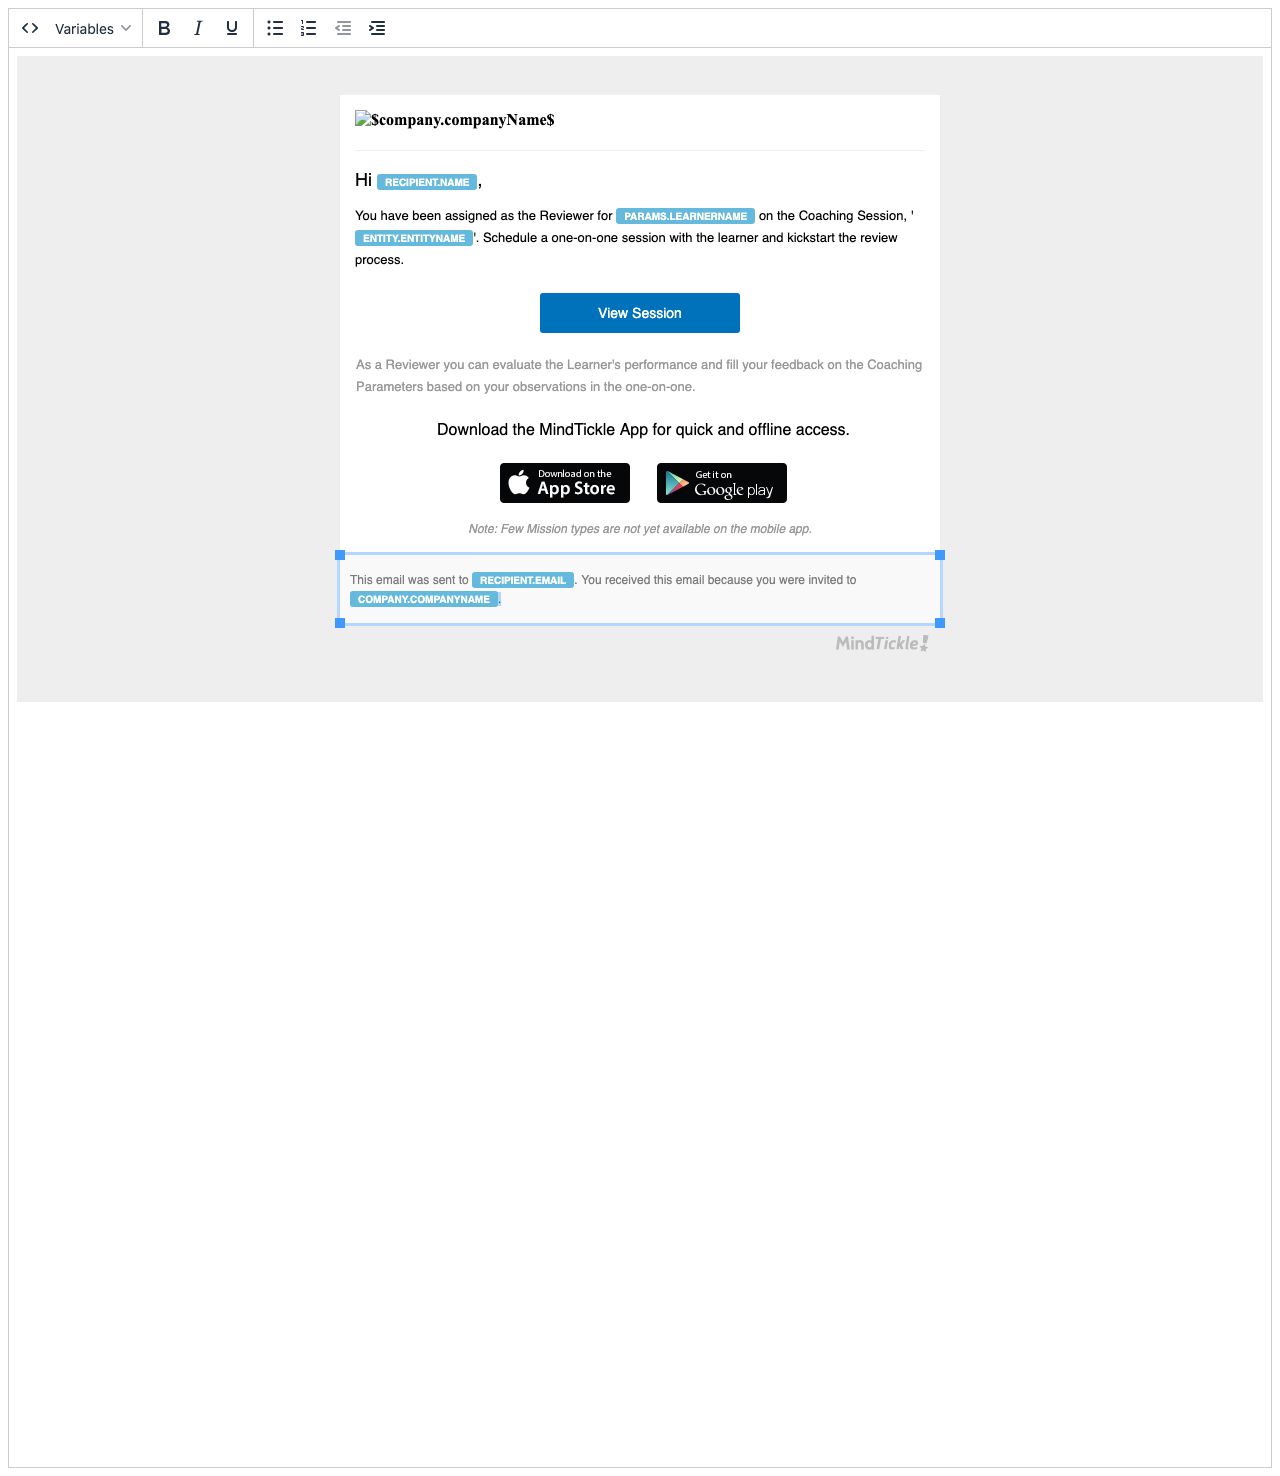 Variables
B I U
$company.companyName$
Hi RECIPIENT.NAME,
You have been assigned as the Reviewer for PARAMS.LEARNERNAME on the Coaching Session, '
ENTITY.ENTITYNAME'. Schedule a one-on-one session with the learner and kickstart the review
process.
View Session
As a Reviewer you can evaluate the Learner's performance and fill your feedback on the Coaching
Parameters based on your observations in the one-on-one.
Download the MindTickle App for quick and offline access.
Download on the
App Store
Get it on
Google play
Note: Few Mission types are not yet available on the mobile app.
This email was sent to RECIPIENT.EMAIL. You received this email because you were invited to
COMPANY.COMPANYNAME.
MindTickle!